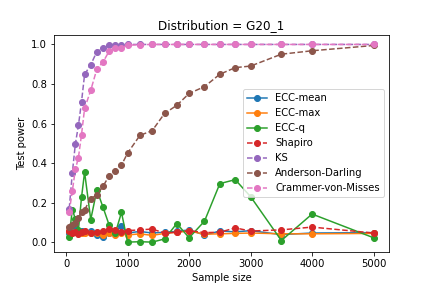 Distribution = G20_1
Test power
1.0
0.8
0.6
0.4
0.2
0.0
ECC-mean
ECC-max
ECC-q
Shapiro
KS
Anderson-Darling
Crammer-von-Misses
0
1000
2000
3000
4000
5000
Sample size